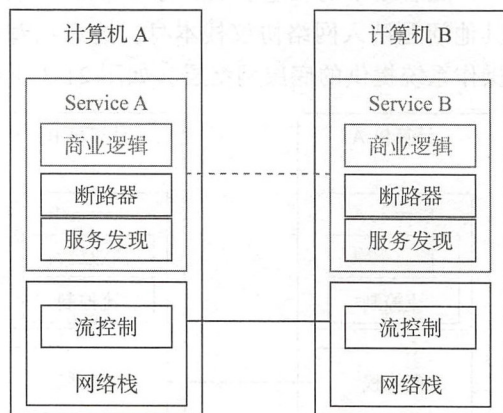 计算机 A
计算机 B
Service A
Service B
商业逻辑
商业逻辑
断路器
断路器
服务发现
服务发现
流控制
流控制
网络栈
网络栈